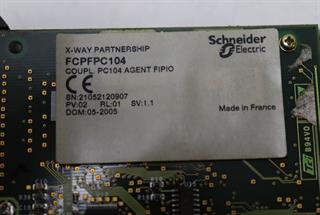 Schneider
Electric
X-WAY PARTNERSHIP
FCPFPC104
COUPL. PC104 AGENT FIPIO
CE
SN:21052120907
PV:02 RL:01 SV:1.1
DOM:05-2005
Made in France
B94V0